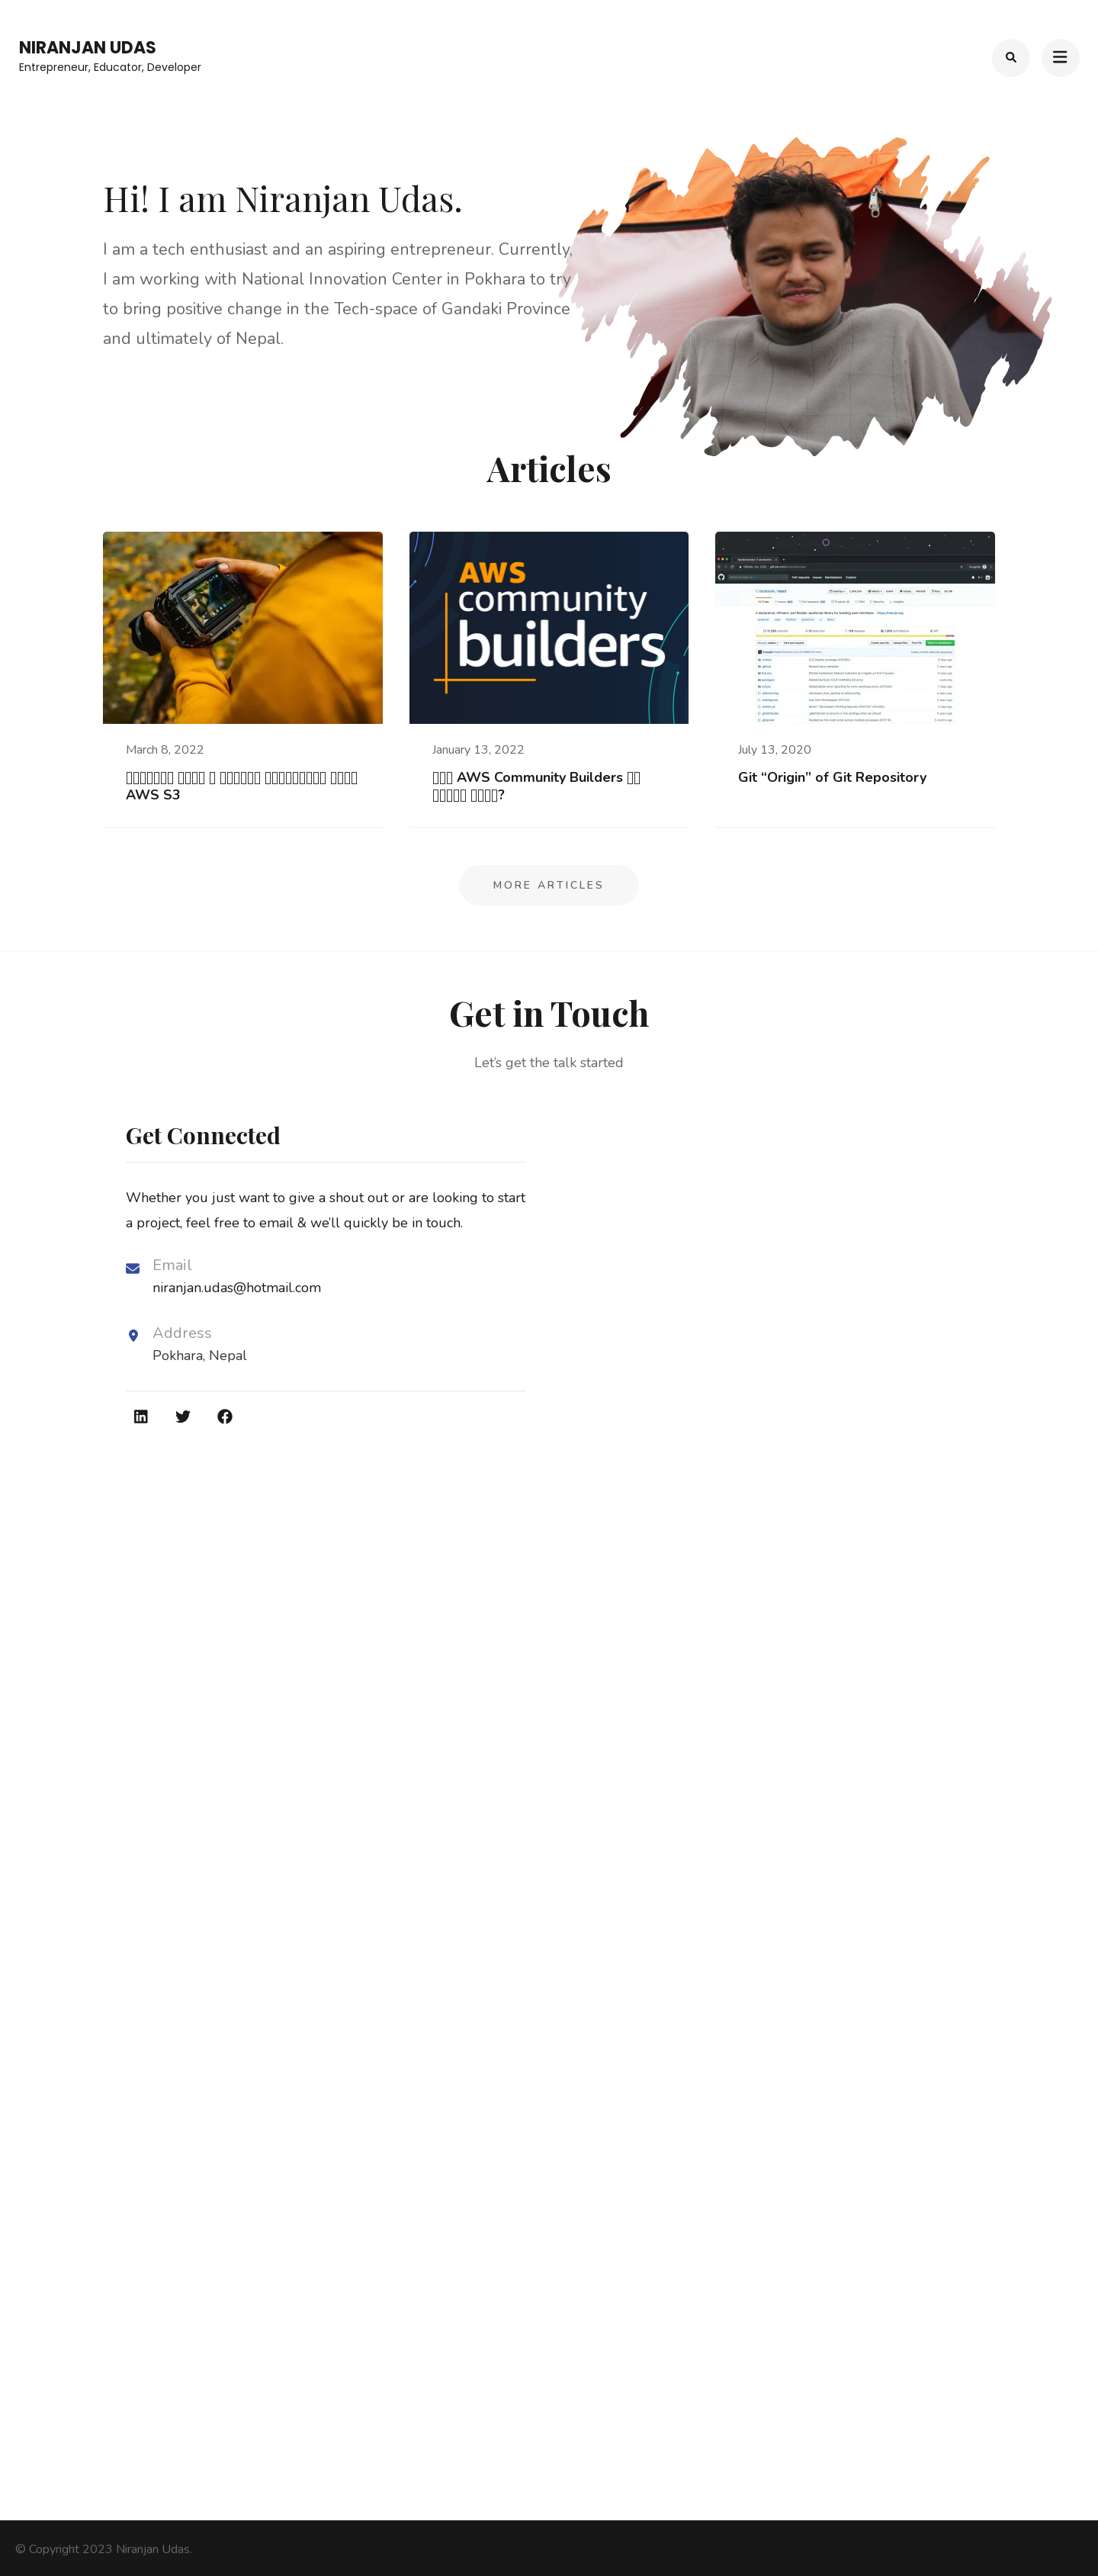 NIRANJAN UDAS
Entrepreneur, Educator, Developer
Hi! I am Niranjan Udas.
I am a tech enthusiast and an aspiring entrepreneur. Currently,
I am working with National Innovation Center in Pokhara to try
to bring positive change in the Tech-space of Gandaki Province
and ultimately of Nepal.
Articles
AWS
community
builders
March 8, 2022
AWS S3
January 13, 2022
AWS Community Builders
?
July 13, 2020
Git “Origin” of Git Repository
MORE ARTICLES
Get in Touch
Let’s get the talk started
Get Connected
Whether you just want to give a shout out or are looking to start
a project, feel free to email & we’ll quickly be in touch.
Email
niranjan.udas@hotmail.com
Address
Pokhara, Nepal
© Copyright 2023 Niranjan Udas.